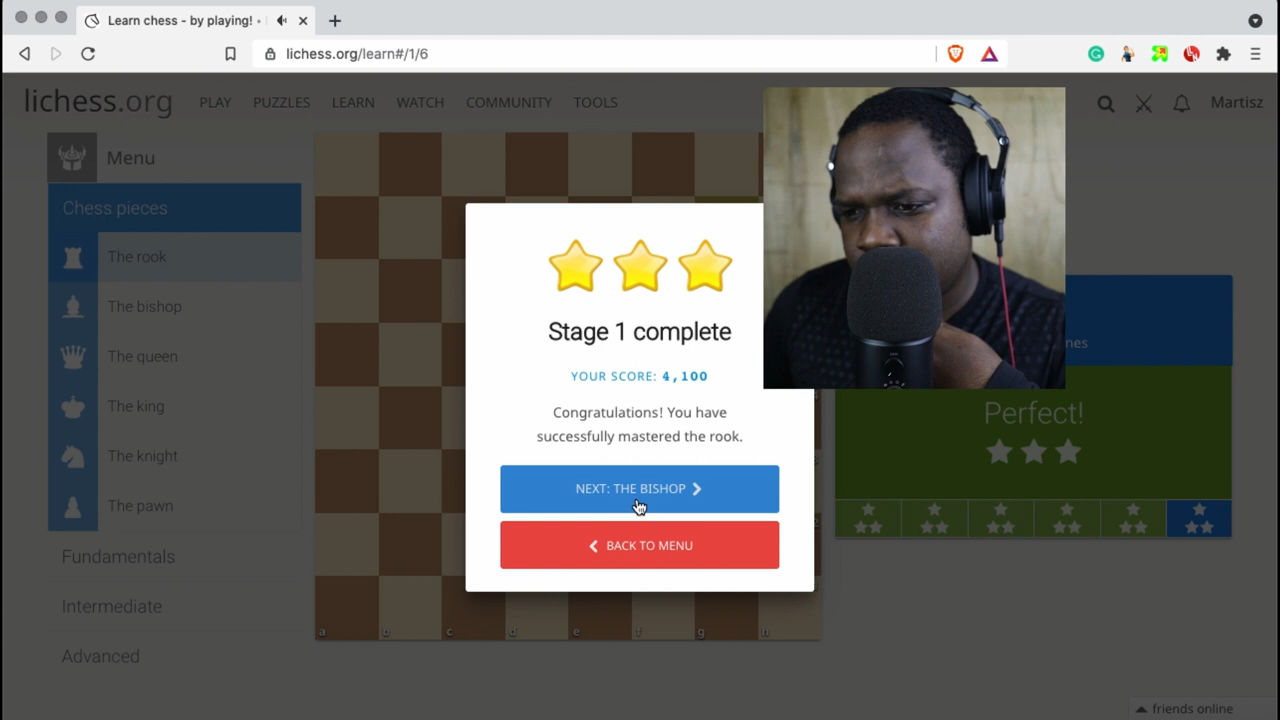 Learn chess - by playing! •
lichess.org/learn#/1/6
lichess.org
PLAY
PUZZLES
LEARN
WATCH
COMMUNITY
TOOLS
Martisz
Menu
Chess pieces
The rook
The bishop
The queen
The king
The knight
The pawn
Fundamentals
Intermediate
Advanced
Stage 1 complete
YOUR SCORE: 4,100
Congratulations! You have
successfully mastered the rook.
NEXT: THE BISHOP
BACK TO MENU
Perfect!
a b c d e f g h
friends online